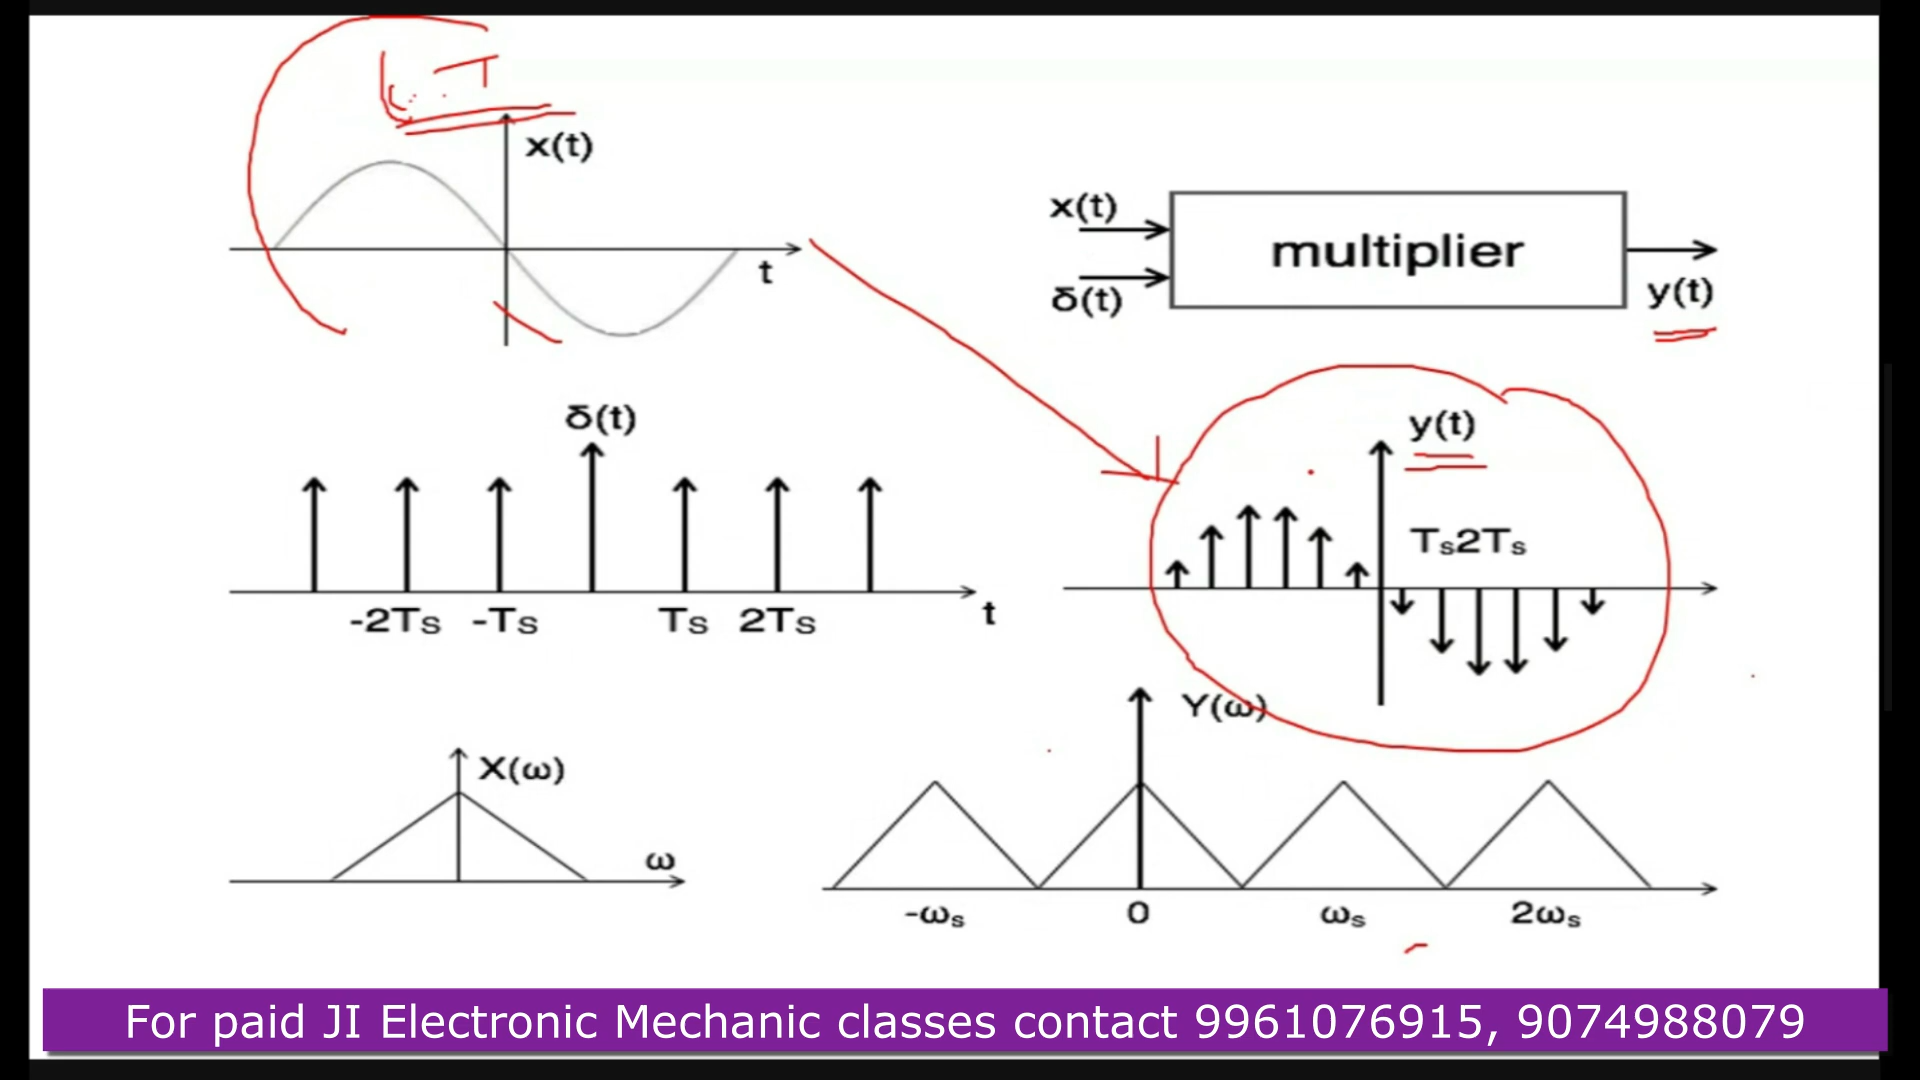 x(t)
t
x(t)
δ(t)
multiplier
y(t)
δ(t)
-2Ts -Ts Ts 2Ts
t
y(t)
Ts2Ts
X(ω)
ω
Y(ω)
-ωs 0 ωs 2ωs
For paid JI Electronic Mechanic classes contact 9961076915, 9074988079